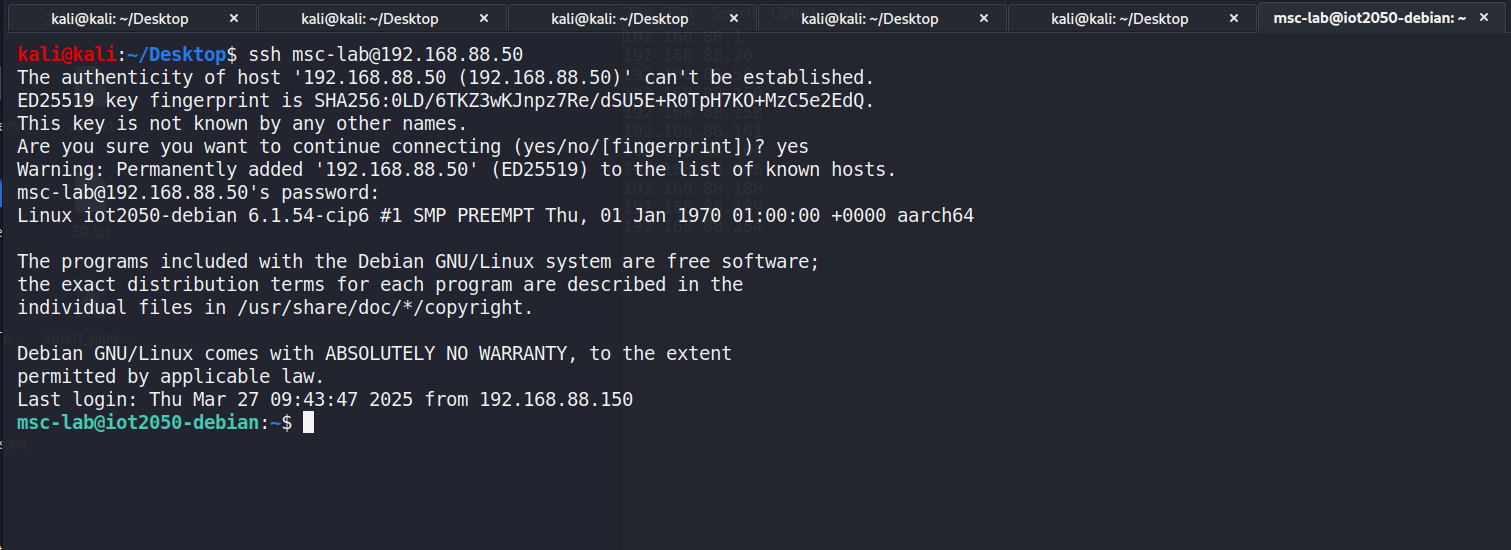 kali@kali: ~/Desktop × kali@kali: ~/Desktop × kali@kali: ~/Desktop × kali@kali: ~/Desktop × kali@kali: ~/Desktop × msc-lab@iot2050-debian: ~ ×
kali@kali:~/Desktop$ ssh msc-lab@192.168.88.50
The authenticity of host '192.168.88.50 (192.168.88.50)' can't be established.
ED25519 key fingerprint is SHA256:0LD/6TKZ3wKJnpz7Re/dSU5E+R0TpH7KO+MzC5e2EdQ.
This key is not known by any other names.
Are you sure you want to continue connecting (yes/no/[fingerprint])? yes
Warning: Permanently added '192.168.88.50' (ED25519) to the list of known hosts.
msc-lab@192.168.88.50's password:
Linux iot2050-debian 6.1.54-cip6 #1 SMP PREEMPT Thu, 01 Jan 1970 01:00:00 +0000 aarch64
50.txt
The programs included with the Debian GNU/Linux system are free software;
the exact distribution terms for each program are described in the
individual files in /usr/share/doc/*/copyright.
smart_plug...
Debian GNU/Linux comes with ABSOLUTELY NO WARRANTY, to the extent
permitted by applicable law.
Last login: Thu Mar 27 09:43:47 2025 from 192.168.88.150
msc-lab@iot2050-debian:~$